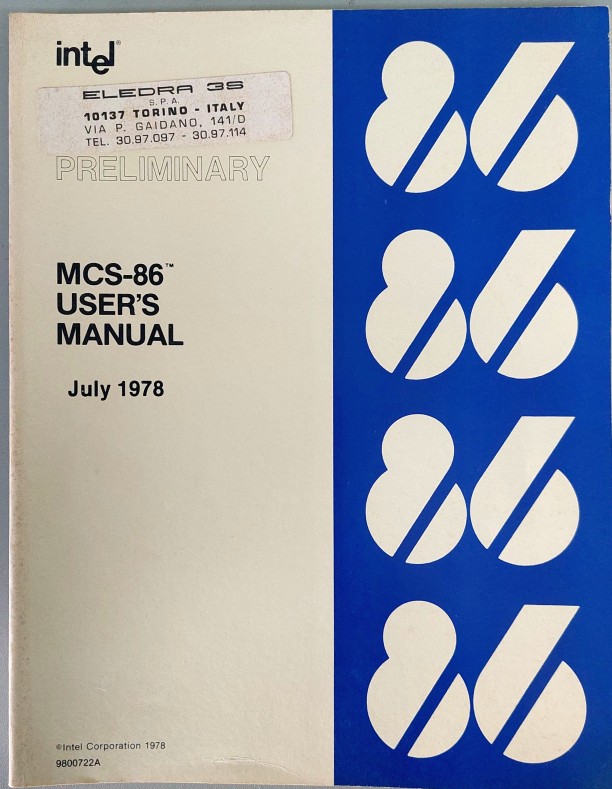 intel®
ELEDRA 3S
S.P.A.
10137 TORINO - ITALY
VIA P. GAIDANO, 141/D
TEL. 30.97.097 - 30.97.114
PRELIMINARY
MCS-86™
USER'S
MANUAL
July 1978
©Intel Corporation 1978
9800722A
86
86
86
86